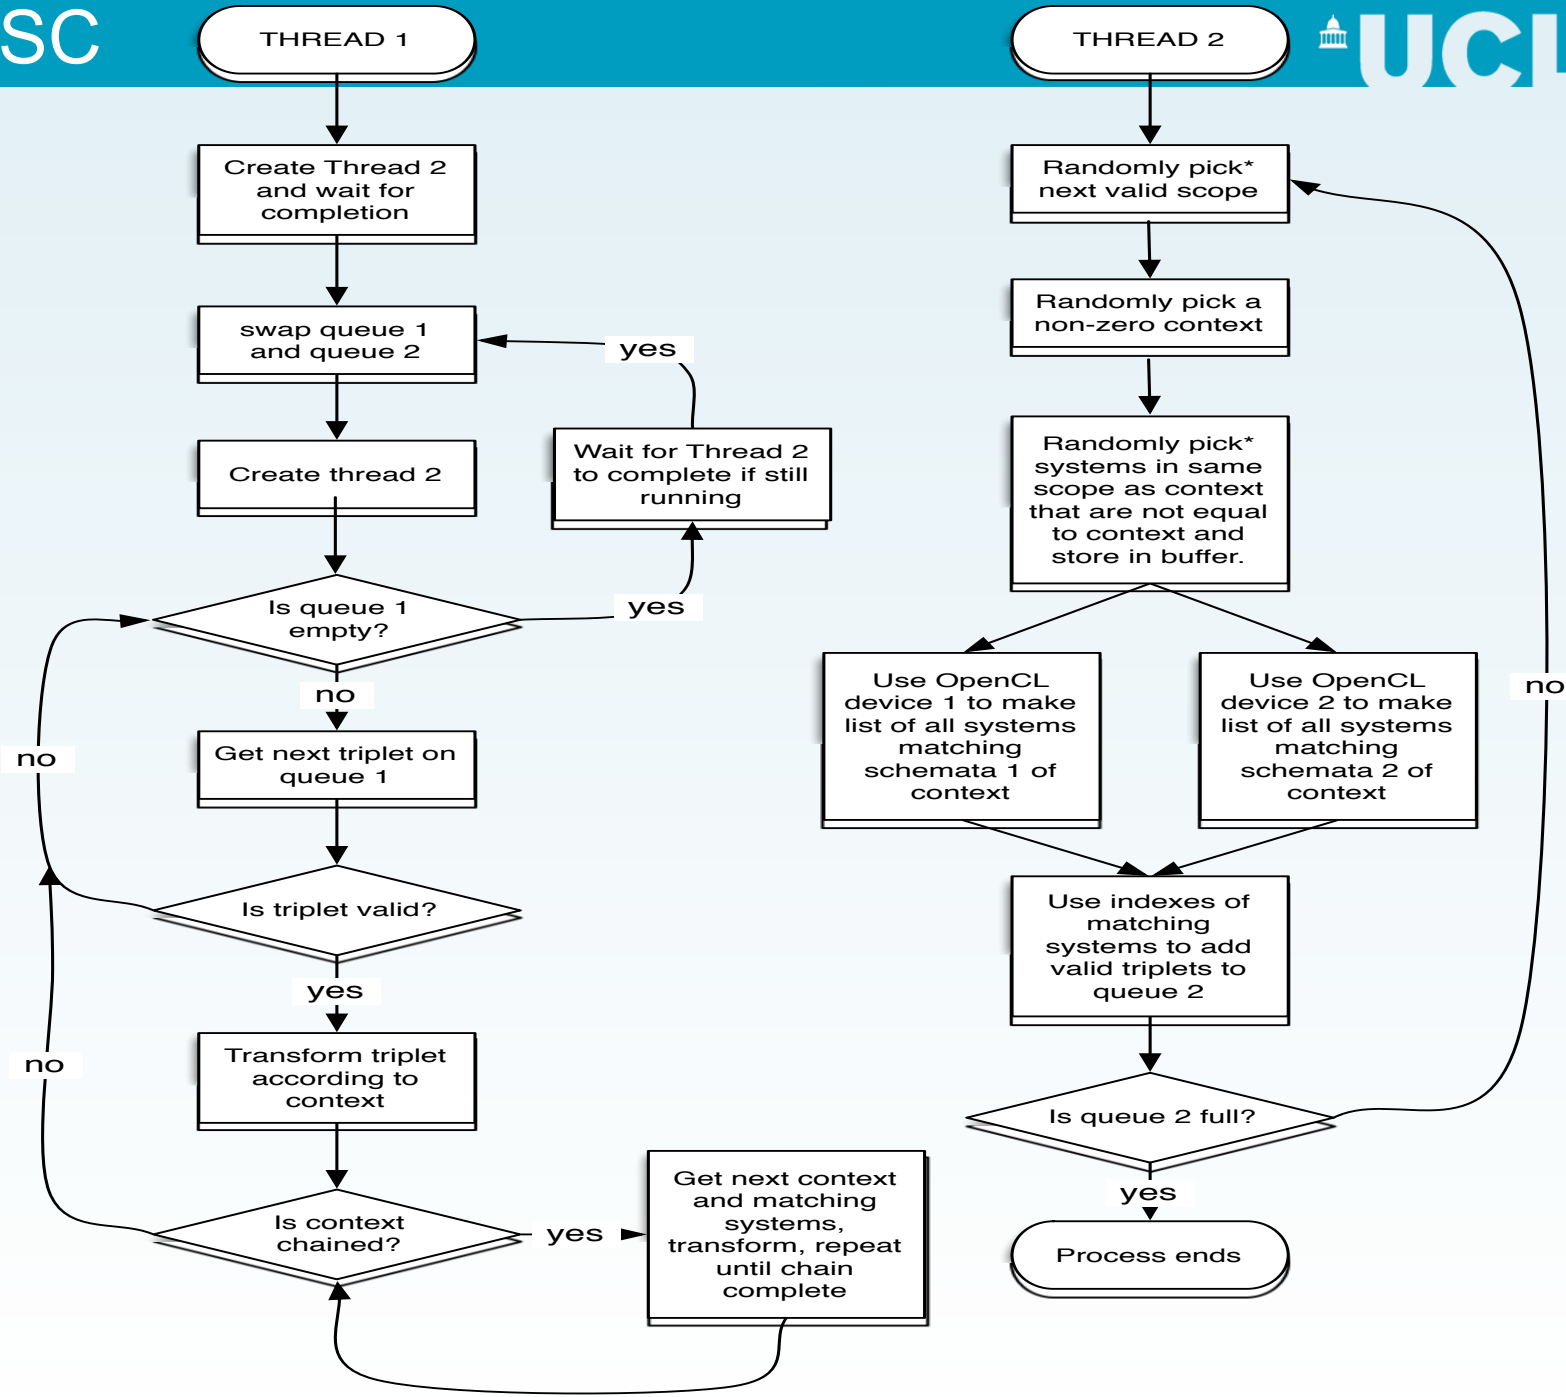 SC
THREAD 1
Create Thread 2
and wait for
completion
swap queue 1
and queue 2
yes
Create thread 2
Wait for Thread 2
to complete if still
running
Is queue 1
empty?
yes
no
Get next triplet on
queue 1
no
Is triplet valid?
yes
Transform triplet
according to
context
no
Is context
chained?
yes
Get next context
and matching
systems,
transform, repeat
until chain
complete
THREAD 2
UCL
Randomly pick*
next valid scope
Randomly pick a
non-zero context
Randomly pick*
systems in same
scope as context
that are not equal
to context and
store in buffer.
Use OpenCL
device 1 to make
list of all systems
matching
schemata 1 of
context
Use OpenCL
device 2 to make
list of all systems
matching
schemata 2 of
context
no
Use indexes of
matching
systems to add
valid triplets to
queue 2
Is queue 2 full?
yes
Process ends